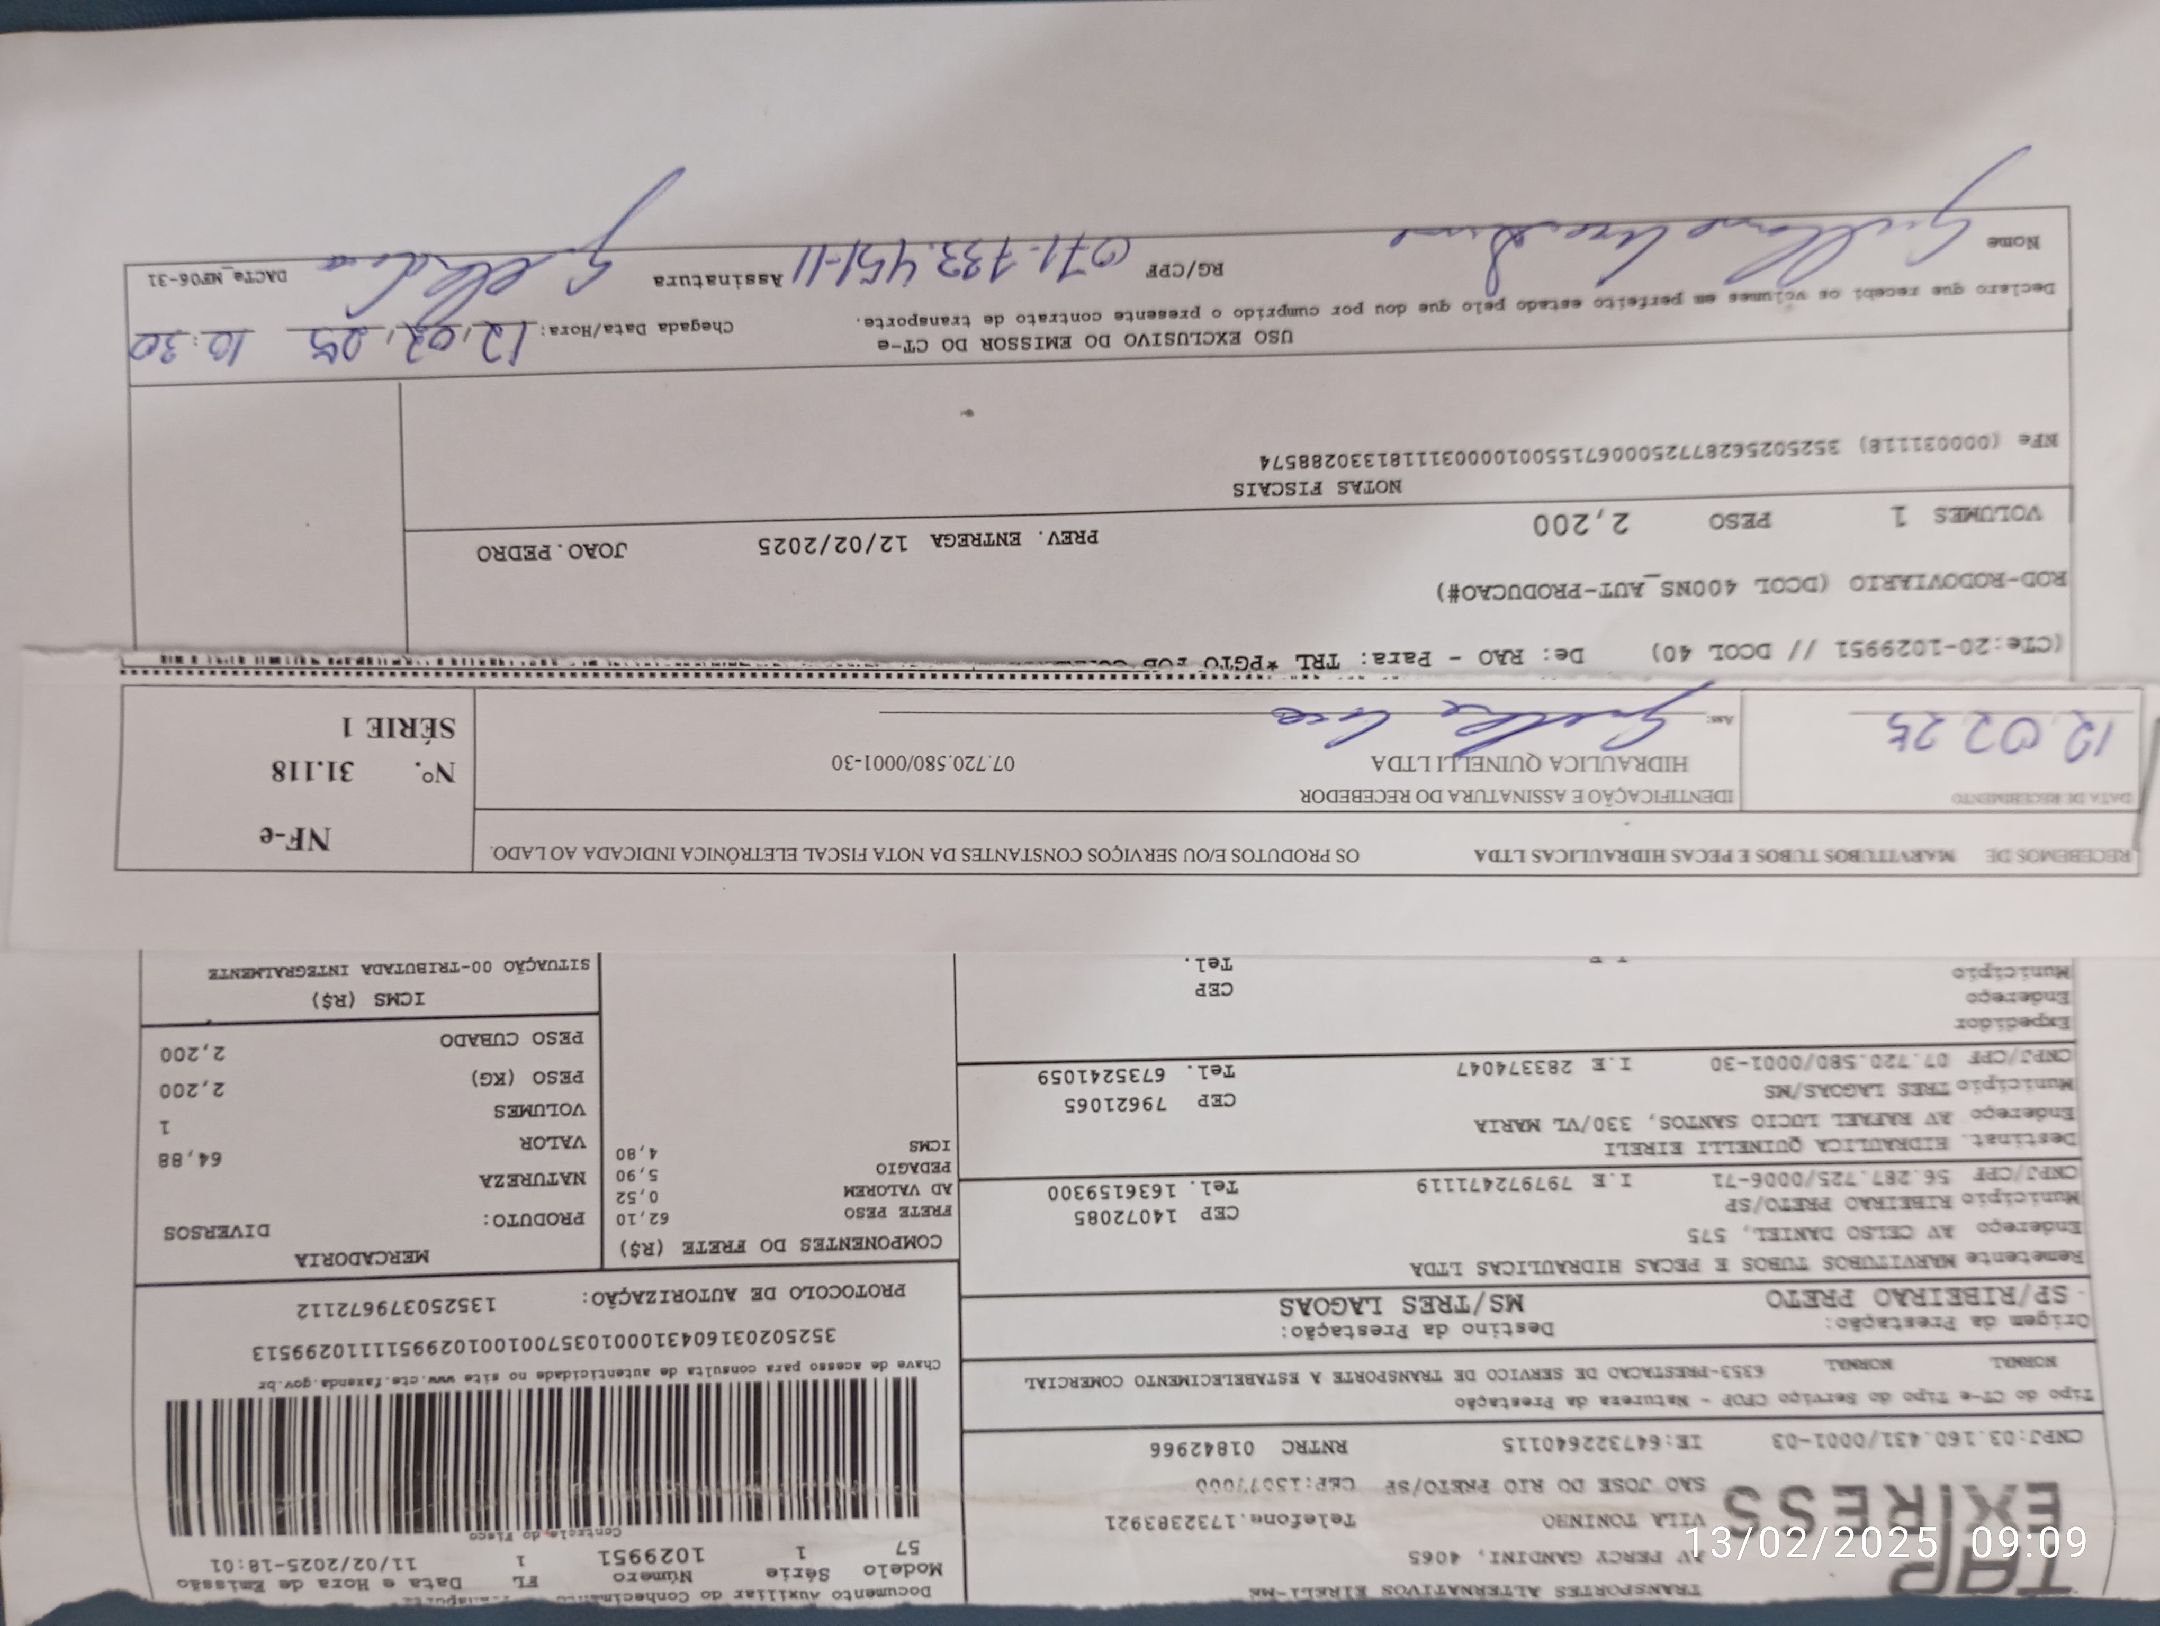 Documento Auxiliar do Conhecimento
Modelo Série Número FL Data e Hora de Emissão
57 1 1029951 1 11/02/2025-18:01
Controle do Fisco
TRANSPORTES ALTERNATIVOS EIRELI-ME
AV PERCY GANDINI, 4065
VILA TONINHO Telefone.1732383921
SAO JOSE DO RIO PRETO/SP CEP:15077000
CNPJ:03.160.431/0001-03 IE:647322640115 RNTRC 01842966
TAP
EXPRESS
Tipo do CT-e Tipo do Serviço CFOP - Natureza da Prestação
NORMAL NORMAL 6353-PRESTACAO DE SERVICO DE TRANSPORTE A ESTABELECIMENTO COMERCIAL
Chave de acesso para consulta de autenticidade no site www.cte.fazenda.gov.br
35250203160431000103570010010299511110299513
PROTOCOLO DE AUTORIZAÇÃO: 135250379672112
Origem da Prestação: Destino da Prestação:
SP/RIBEIRAO PRETO MS/TRES LAGOAS
Remetente MARVITUBOS TUBOS E PECAS HIDRAULICAS LTDA
Endereço AV CELSO DANIEL, 575
Município RIBEIRAO PRETO/SP CEP 14072085
CNPJ/CPF 56.287.725/0006-71 I.E 797972471119 Tel. 1636159300
Destinat. HIDRAULICA QUINELLI EIRELI
Endereço AV RAFAEL LUCIO SANTOS, 330/VL MARIA
Município TRES LAGOAS/MS CEP 79621065
CNPJ/CPF 07.720.580/0001-30 I.E 283374047 Tel. 6735241059
Expedidor
Endereço
Município CEP
Tel.
COMPONENTES DO FRETE (R$)
FRETE PESO 62,10
AD VALOREM 0,52
PEDAGIO 5,90
ICMS 4,80
MERCADORIA
PRODUTO: DIVERSOS
NATUREZA
VALOR 64,88
VOLUMES 1
PESO (KG) 2,200
PESO CUBADO 2,200
ICMS (R$)
SITUAÇÃO 00-TRIBUTADA INTEGRALMENTE
RECEBEMOS DE MARVITUBOS TUBOS E PECAS HIDRAULICAS LTDA OS PRODUTOS E/OU SERVIÇOS CONSTANTES DA NOTA FISCAL ELETRÔNICA INDICADA AO LADO.
DATA DE RECEBIMENTO
12 02 25
IDENTIFICAÇÃO E ASSINATURA DO RECEBEDOR
HIDRAULICA QUINELLI LTDA 07.720.580/0001-30
Ass:
NF-e
Nº. 31.118
SÉRIE 1
(CTe:20-1029951 // DCOL 40) De: RAO - Para: TRL *PGTO FOB
ROD-RODOVIARIO (DCOL 400NS_AUT-PRODUCAO#)
VOLUMES 1 PESO 2,200 PREV. ENTREGA 12/02/2025 JOAO.PEDRO
NOTAS FISCAIS
NFe (000031118) 35250256287725000671550010000311181330288574
USO EXCLUSIVO DO EMISSOR DO CT-e
Chegada Data/Hora: 12,02,25 10:30
Declaro que recebi os volumes em perfeito estado pelo que dou por cumprido o presente contrato de transporte.
Nome RG/CPF 071.733.451-11 Assinatura DACTe_MF06-31
13/02/2025 09:09